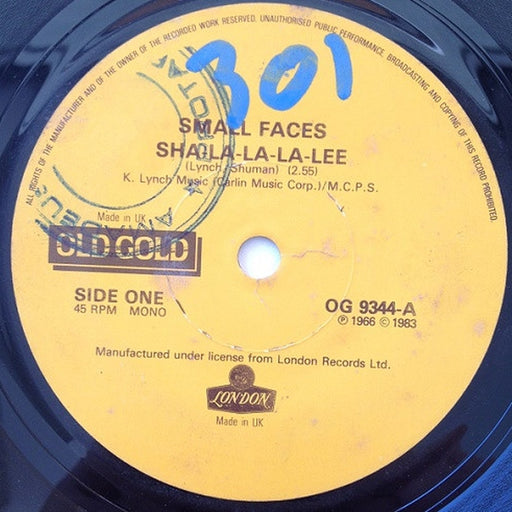 ALL RIGHTS OF THE MANUFACTURER AND OF THE OWNER OF THE RECORDED WORK RESERVED. UNAUTHORISED PUBLIC PERFORMANCE, BROADCASTING AND COPYING OF THIS RECORD PROHIBITED.
301
SMALL FACES
SHA-LA-LA-LA-LEE
(Lynch, Shuman) (2.55)
K. Lynch Music (Carlin Music Corp.)/M.C.P.S.
Made in UK
OLD GOLD
SIDE ONE
45 RPM MONO
OG 9344-A
℗ 1966 © 1983
Manufactured under license from London Records Ltd.
LONDON
Made in UK